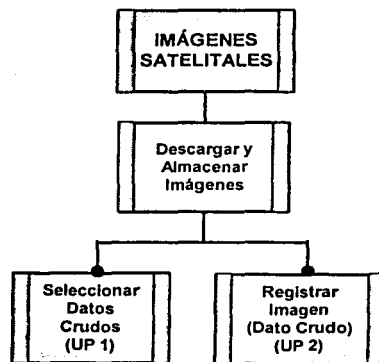 IMÁGENES
SATELITALES
Descargar y
Almacenar
Imágenes
Seleccionar
Datos
Crudos
(UP 1)
Registrar
Imagen
(Dato Crudo)
(UP 2)